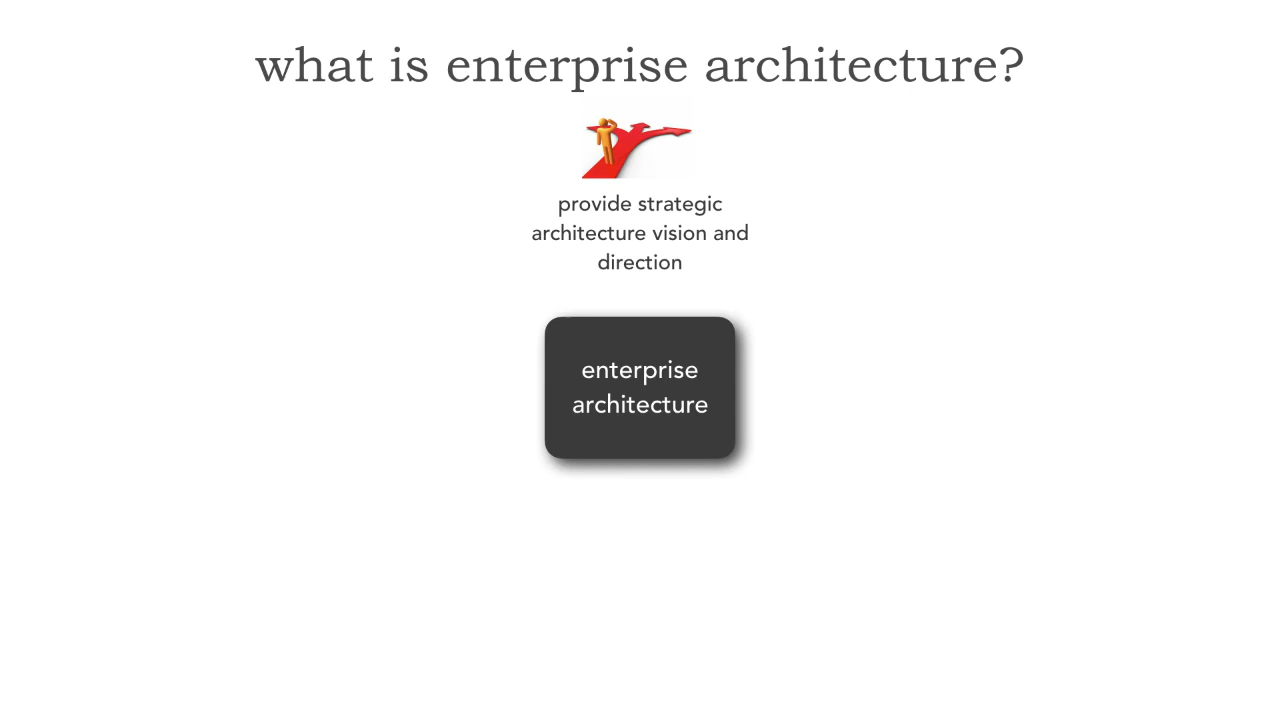 what is enterprise architecture?
provide strategic
architecture vision and
direction
enterprise
architecture